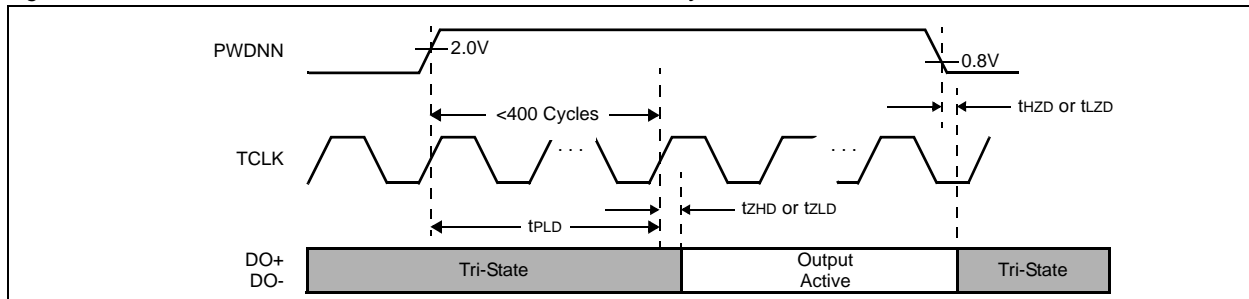 PWDNN
2.0V
0.8V
tHZD or tLZD
<400 Cycles
TCLK
. . .
. . .
tZHD or tZLD
tPLD
DO+
DO-
Tri-State
Output
Active
Tri-State